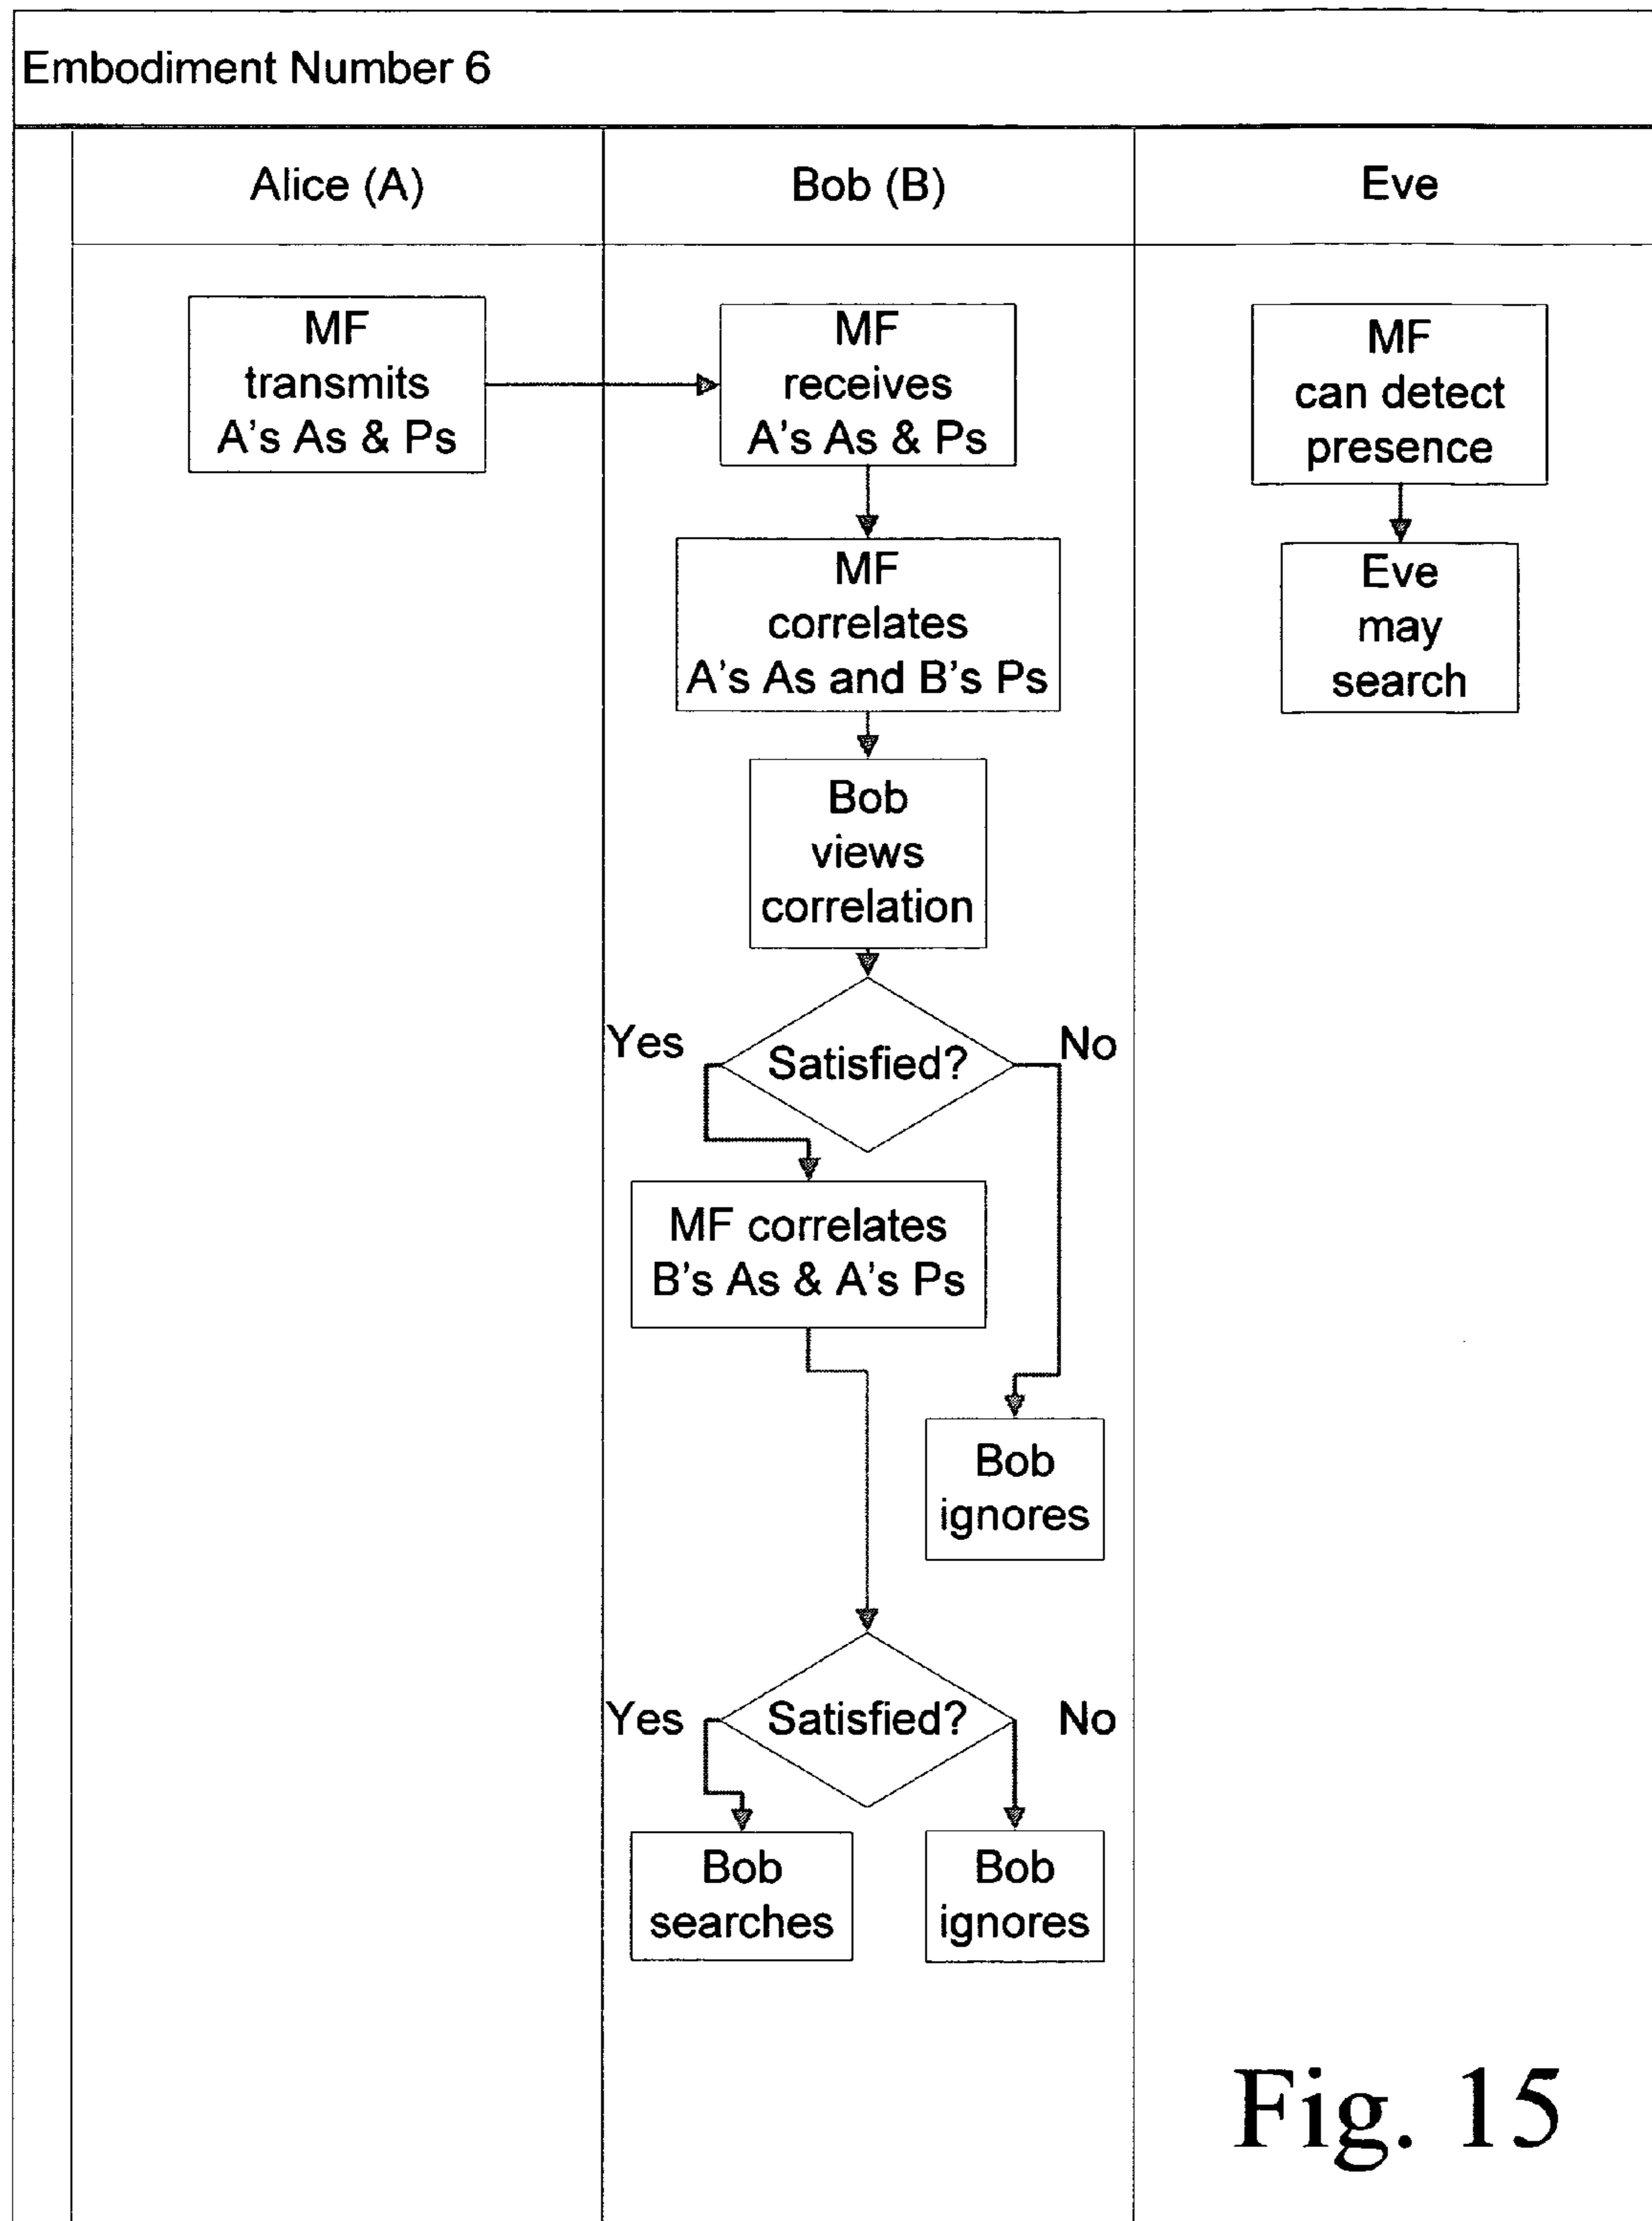 Embodiment Number 6
Alice (A)
Bob (B)
Eve
MF
transmits
A's As & Ps
MF
receives
A's As & Ps
MF
can detect
presence
MF
correlates
A's As and B's Ps
Eve
may
search
Bob
views
correlation
Yes
Satisfied?
No
MF correlates
B's As & A's Ps
Bob
ignores
Yes
Satisfied?
No
Bob
searches
Bob
ignores
Fig. 15